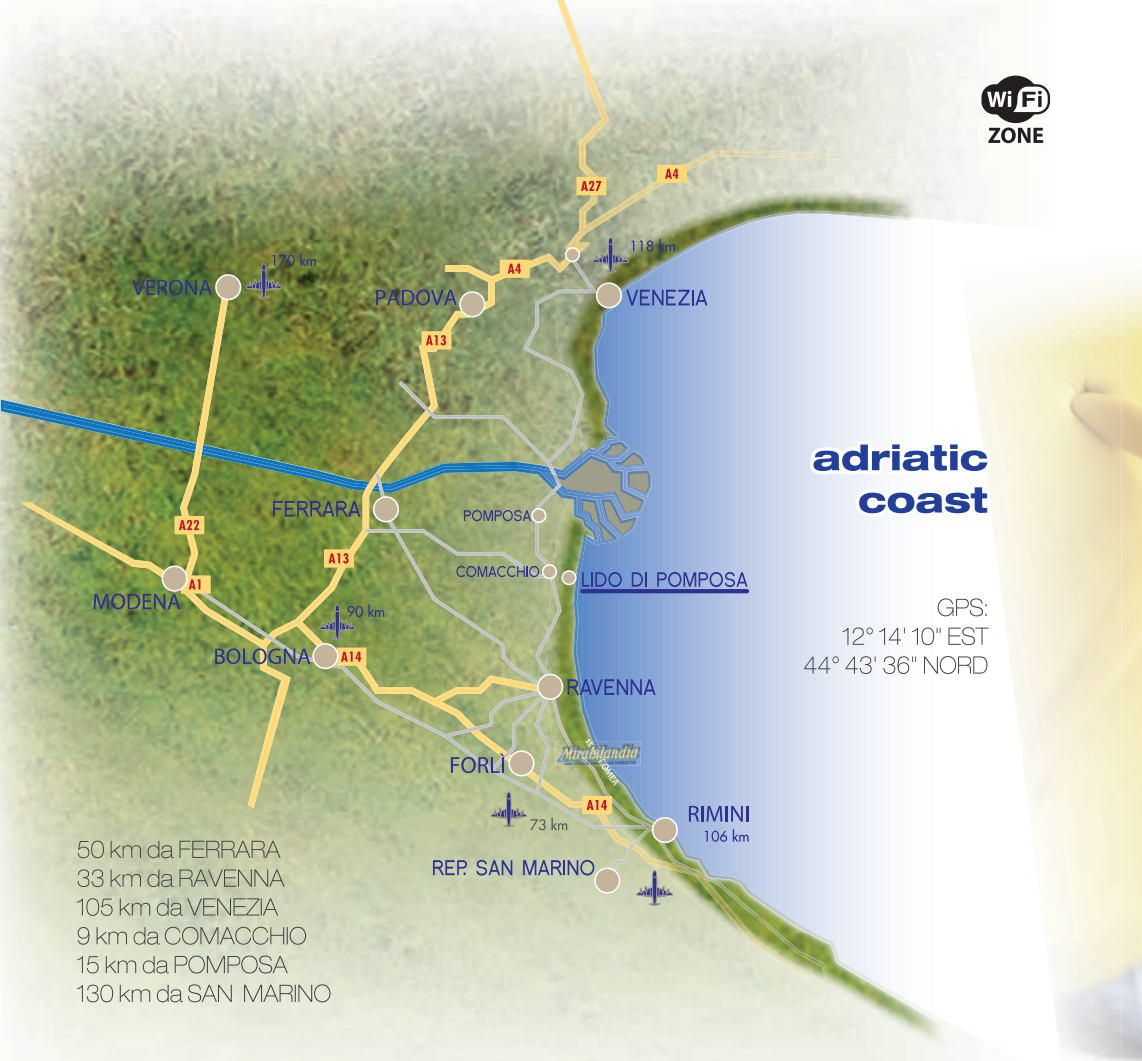 Wi Fi
ZONE
A27
A4
118 km
170 km
A4
VERONA
PADOVA
VENEZIA
A13
adriatic
coast
FERRARA
POMPOSA
A22
A13
COMACCHIO
LIDO DI POMPOSA
A1
MODENA
90 km
GPS:
12° 14' 10" EST
44° 43' 36" NORD
BOLOGNA
A14
RAVENNA
Mirabilandia
FORLÌ
A14
RIMINI
73 km
106 km
REP. SAN MARINO
50 km da FERRARA
33 km da RAVENNA
105 km da VENEZIA
9 km da COMACCHIO
15 km da POMPOSA
130 km da SAN MARINO